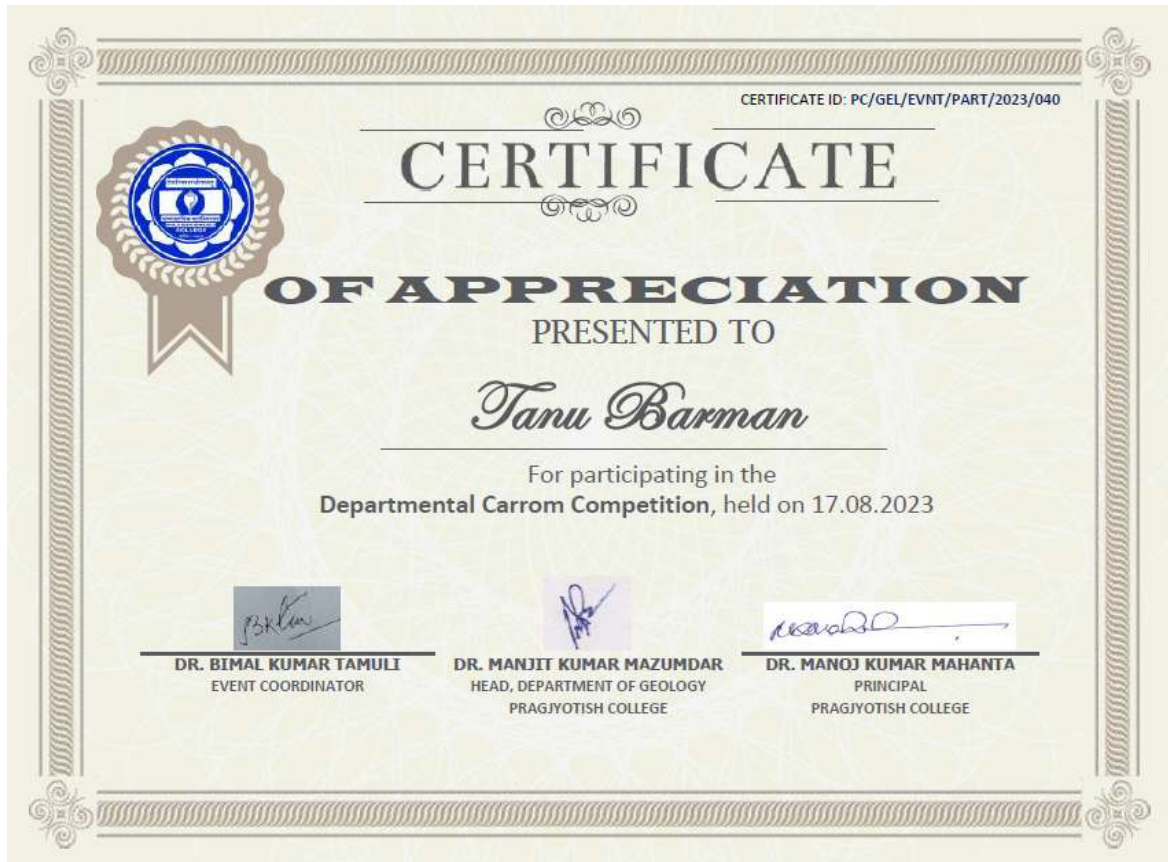 CERTIFICATE ID: PC/GEL/EVNT/PART/2023/040
CERTIFICATE
OF APPRECIATION
PRESENTED TO
Tanu Barman
For participating in the
Departmental Carrom Competition, held on 17.08.2023
DR. BIMAL KUMAR TAMULI
EVENT COORDINATOR
DR. MANJIT KUMAR MAZUMDAR
HEAD, DEPARTMENT OF GEOLOGY
PRAGJYOTISH COLLEGE
DR. MANOJ KUMAR MAHANTA
PRINCIPAL
PRAGJYOTISH COLLEGE
COLLEGE